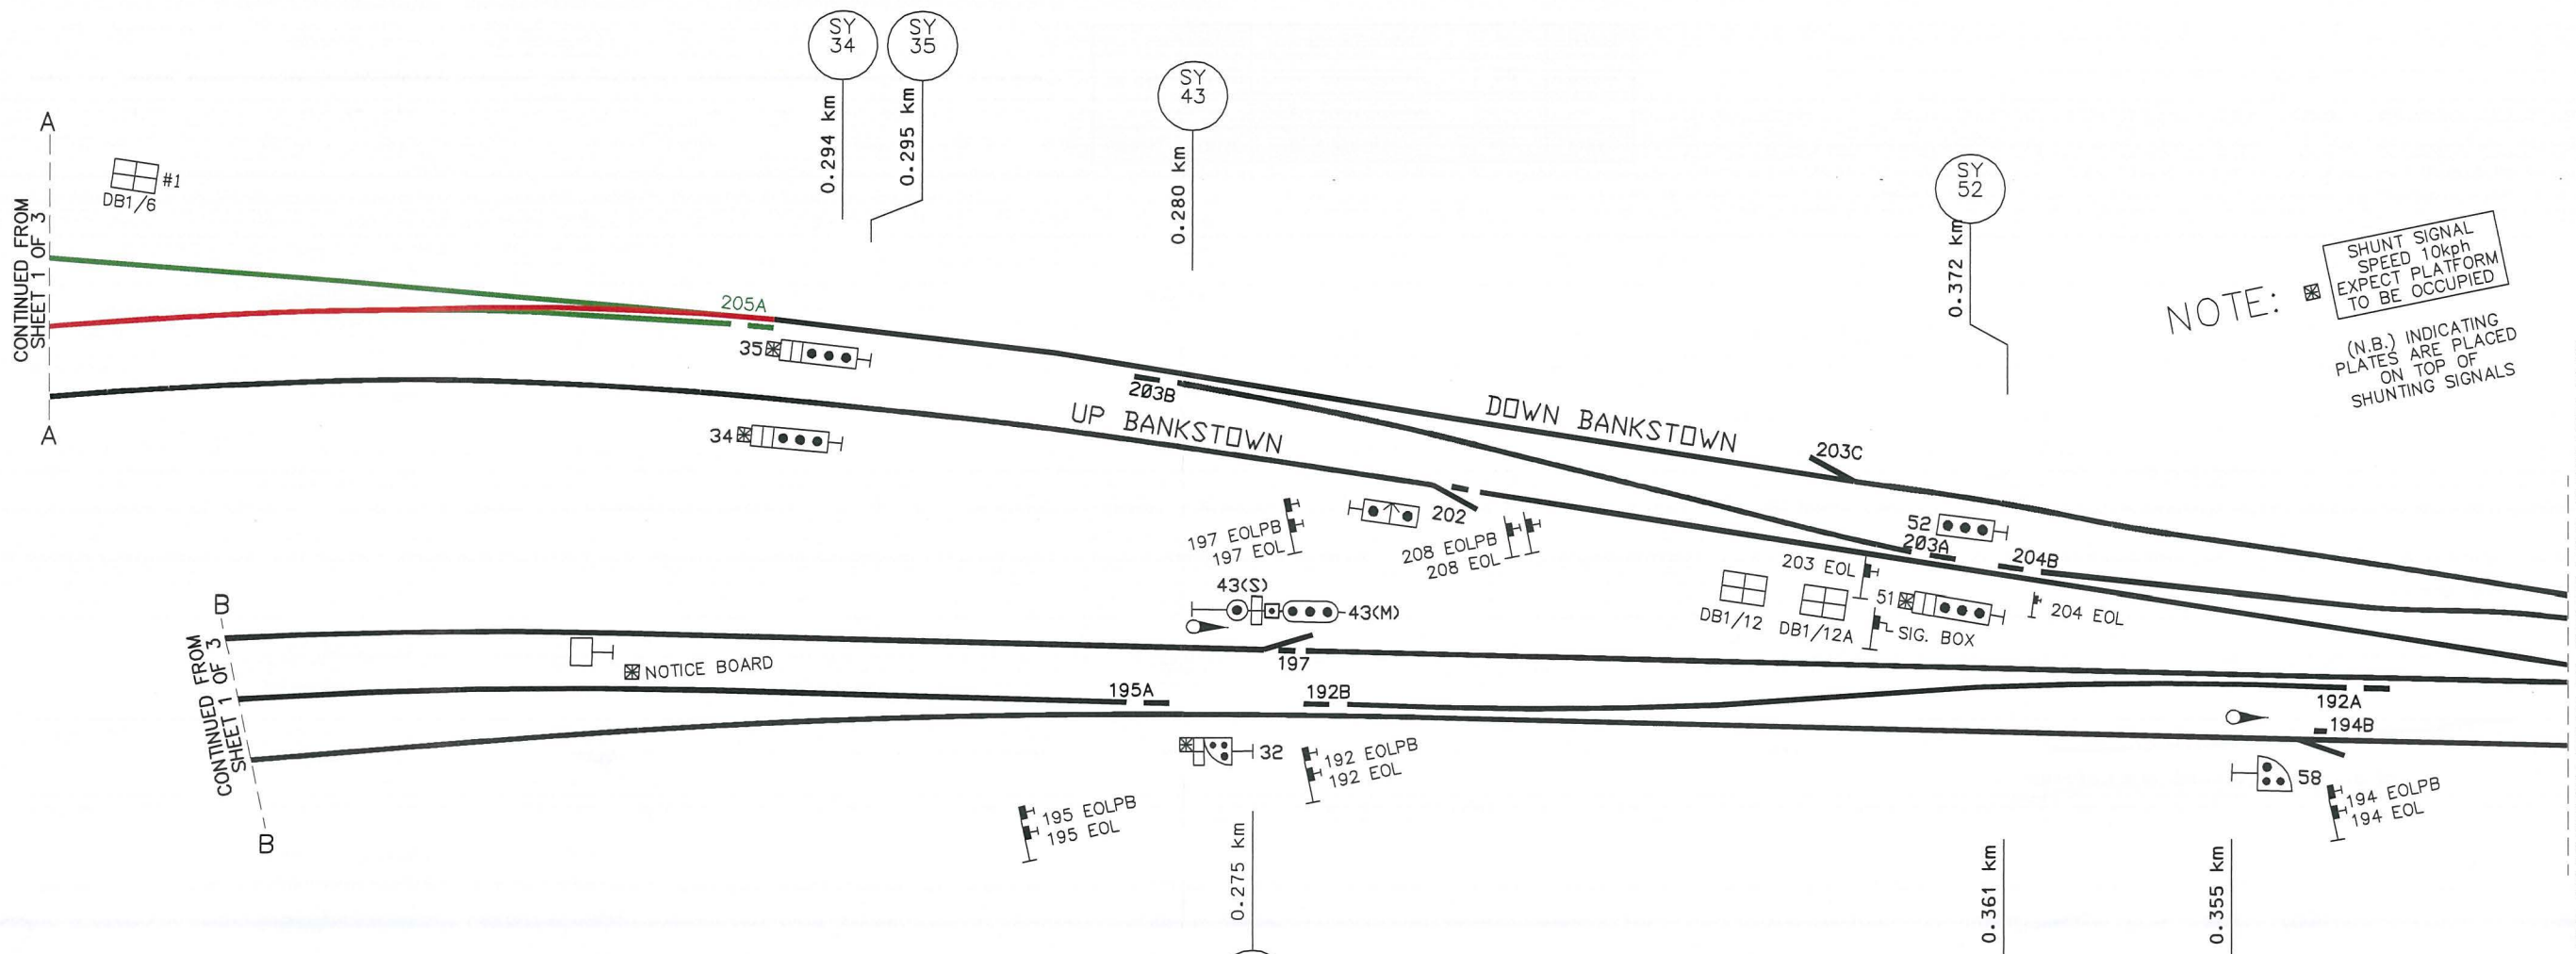 SY
34
SY
35
SY
43
SY
52
0.294 km
0.295 km
0.280 km
0.372 km
A
#1
DB1/6
CONTINUED FROM
SHEET 1 OF 3
A
205A
35
34
203B
UP BANKSTOWN
DOWN BANKSTOWN
203C
NOTE:
SHUNT SIGNAL
SPEED 10kph
EXPECT PLATFORM
TO BE OCCUPIED
(N.B.) INDICATING
PLATES ARE PLACED
ON TOP OF
SHUNTING SIGNALS
197 EOLPB
197 EOL
202
208 EOLPB
208 EOL
52
203A
204B
203 EOL
51
204 EOL
DB1/12
DB1/12A
SIG. BOX
43(S)
43(M)
B
CONTINUED FROM
SHEET 1 OF 3
B
NOTICE BOARD
197
195A
192B
192A
194B
32
192 EOLPB
192 EOL
58
194 EOLPB
194 EOL
195 EOLPB
195 EOL
0.275 km
0.361 km
0.355 km